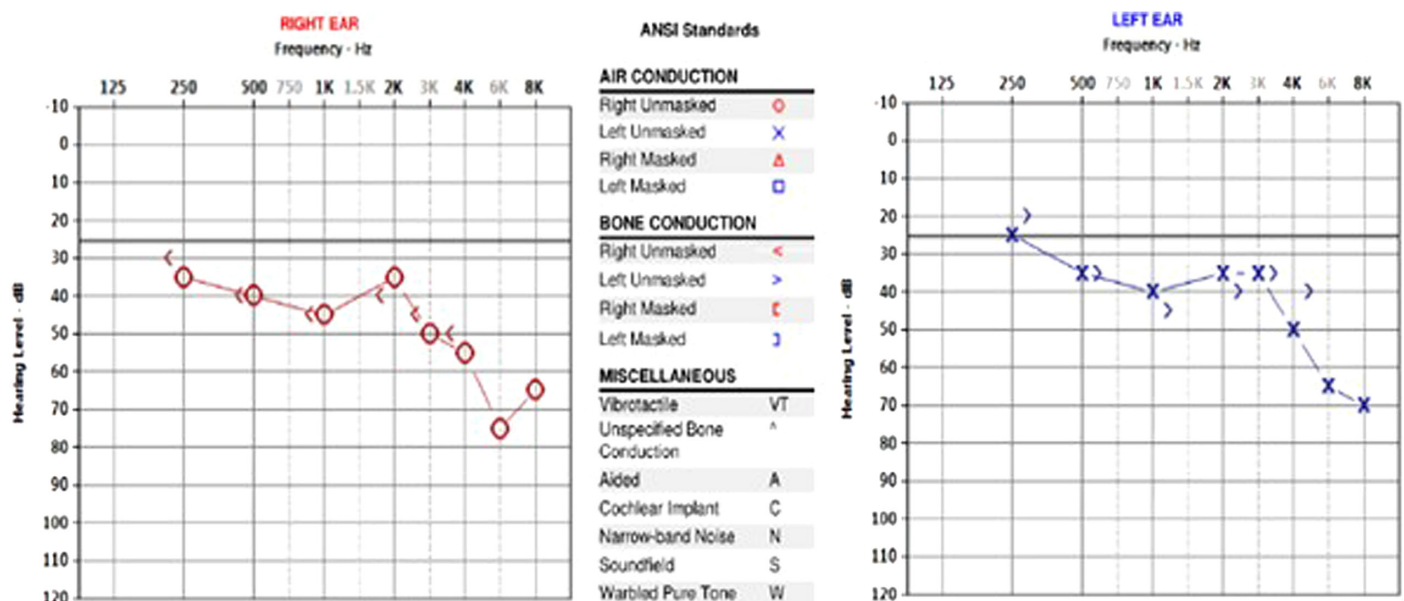 RIGHT EAR
Frequency - Hz
125 250 500 750 1K 1.5K 2K 3K 4K 6K 8K
-10
0
10
20
30
40
50
60
70
80
90
100
110
120
Hearing Level - dB
ANSI Standards
AIR CONDUCTION
Right Unmasked
Left Unmasked
Right Masked
Left Masked
BONE CONDUCTION
Right Unmasked <
Left Unmasked >
Right Masked [
Left Masked ]
MISCELLANEOUS
Vibrotactile VT
Unspecified Bone ^
Conduction
Aided A
Cochlear Implant C
Narrow-band Noise N
Soundfield S
Warbled Pure Tone W
LEFT EAR
Frequency - Hz
125 250 500 750 1K 1.5K 2K 3K 4K 6K 8K
-10
0
10
20
30
40
50
60
70
80
90
100
110
120
Hearing Level - dB